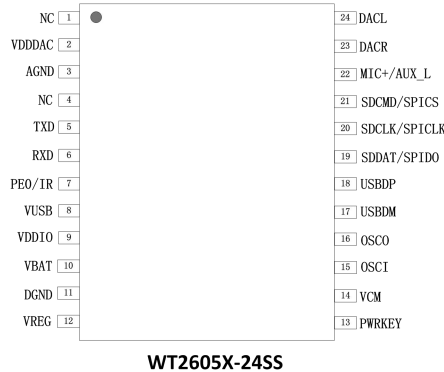 NC 1
VDDDAC 2
AGND 3
NC 4
TXD 5
RXD 6
PE0/IR 7
VUSB 8
VDDIO 9
VBAT 10
DGND 11
VREG 12
24 DACL
23 DACR
22 MIC+/AUX_L
21 SDCMD/SPICS
20 SDCLK/SPICLK
19 SDDAT/SPIDO
18 USBDP
17 USBDM
16 OSCO
15 OSCI
14 VCM
13 PWRKEY
WT2605X-24SS